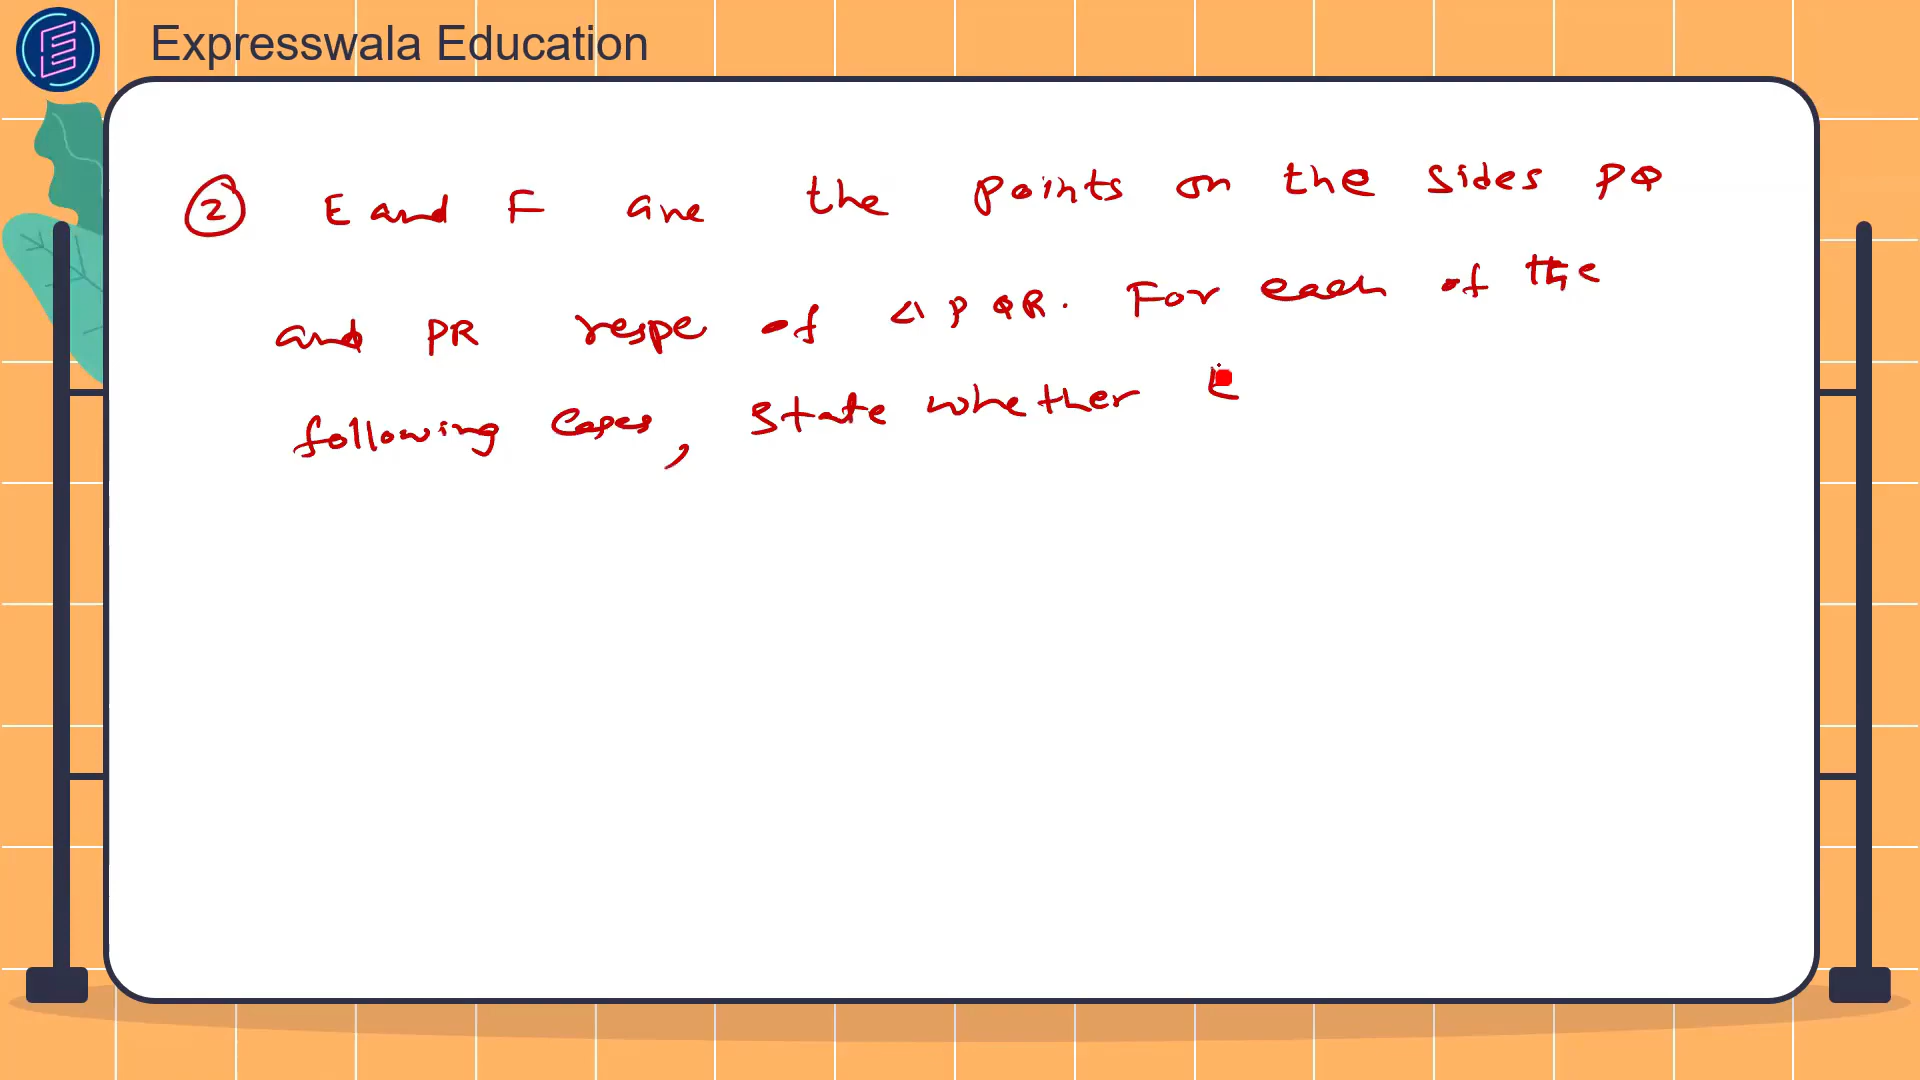 Expresswala Education
② E and F are the points on the sides PQ
and PR respe of △PQR. For each of the
following cases, state whether E